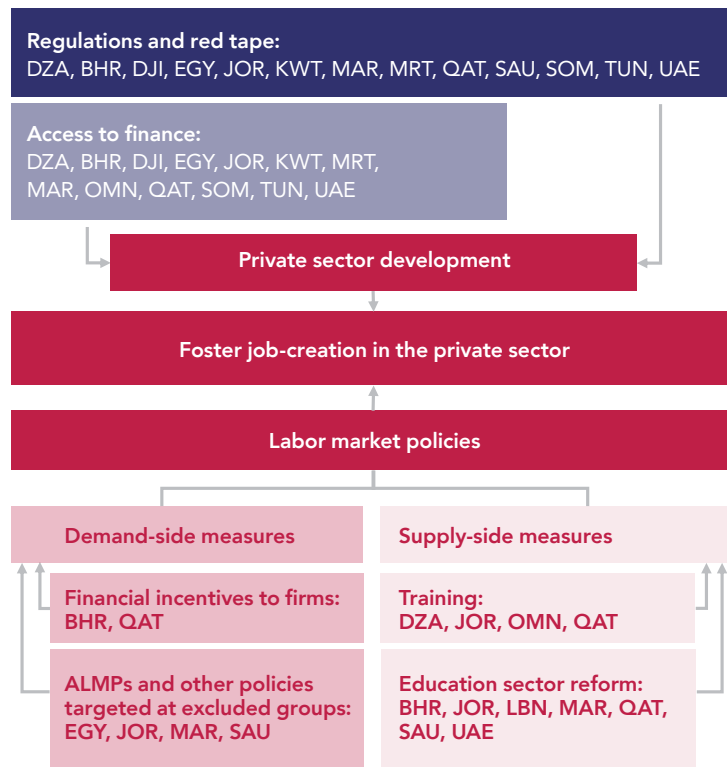 Regulations and red tape:
DZA, BHR, DJI, EGY, JOR, KWT, MAR, MRT, QAT, SAU, SOM, TUN, UAE
Access to finance:
DZA, BHR, DJI, EGY, JOR, KWT, MRT,
MAR, OMN, QAT, SOM, TUN, UAE
Private sector development
Foster job-creation in the private sector
Labor market policies
Demand-side measures
Financial incentives to firms:
BHR, QAT
ALMPs and other policies
targeted at excluded groups:
EGY, JOR, MAR, SAU
Supply-side measures
Training:
DZA, JOR, OMN, QAT
Education sector reform:
BHR, JOR, LBN, MAR, QAT,
SAU, UAE